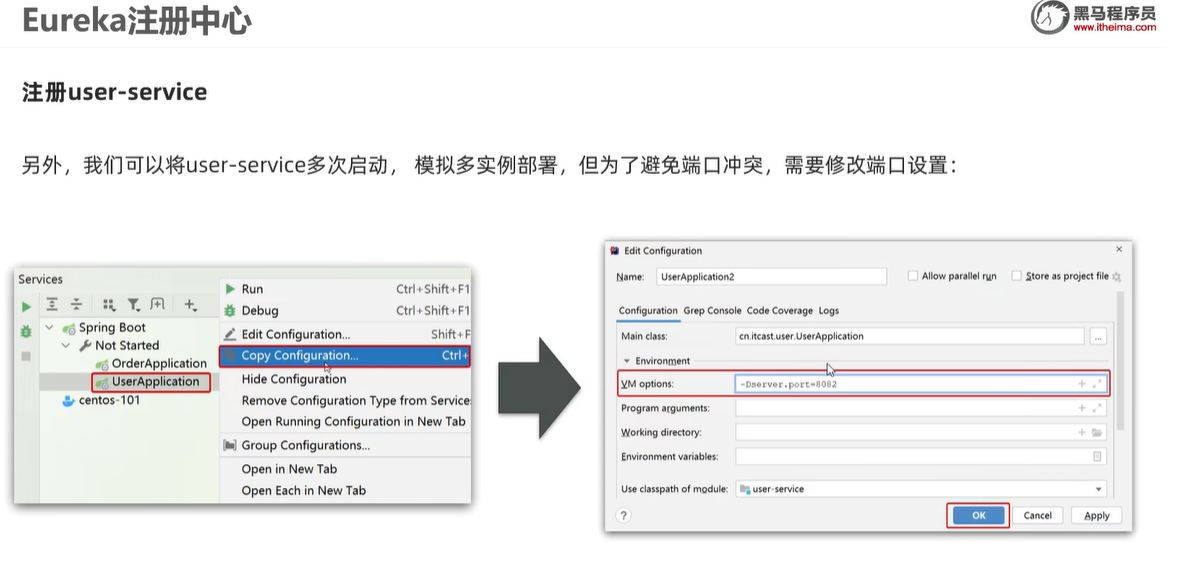 Eureka注册中心
黑马程序员
www.itheima.com
注册user-service
另外，我们可以将user-service多次启动， 模拟多实例部署，但为了避免端口冲突，需要修改端口设置：
Services
Spring Boot
Not Started
OrderApplication
UserApplication
centos-101
Run Ctrl+Shift+F1
Debug Ctrl+Shift+F1
Edit Configuration... Shift+F
Copy Configuration... Ctrl+
Hide Configuration
Remove Configuration Type from Service
Open Running Configuration in New Tab
Group Configurations...
Open in New Tab
Open Each in New Tab
Edit Configuration
Name: UserApplication2 Allow parallel run Store as project file
Configuration Grep Console Code Coverage Logs
Main class: cn.itcast.user.UserApplication ...
Environment
VM options: -Dserver.port=8082
Program arguments:
Working directory:
Environment variables:
Use classpath of module: user-service
? OK Cancel Apply